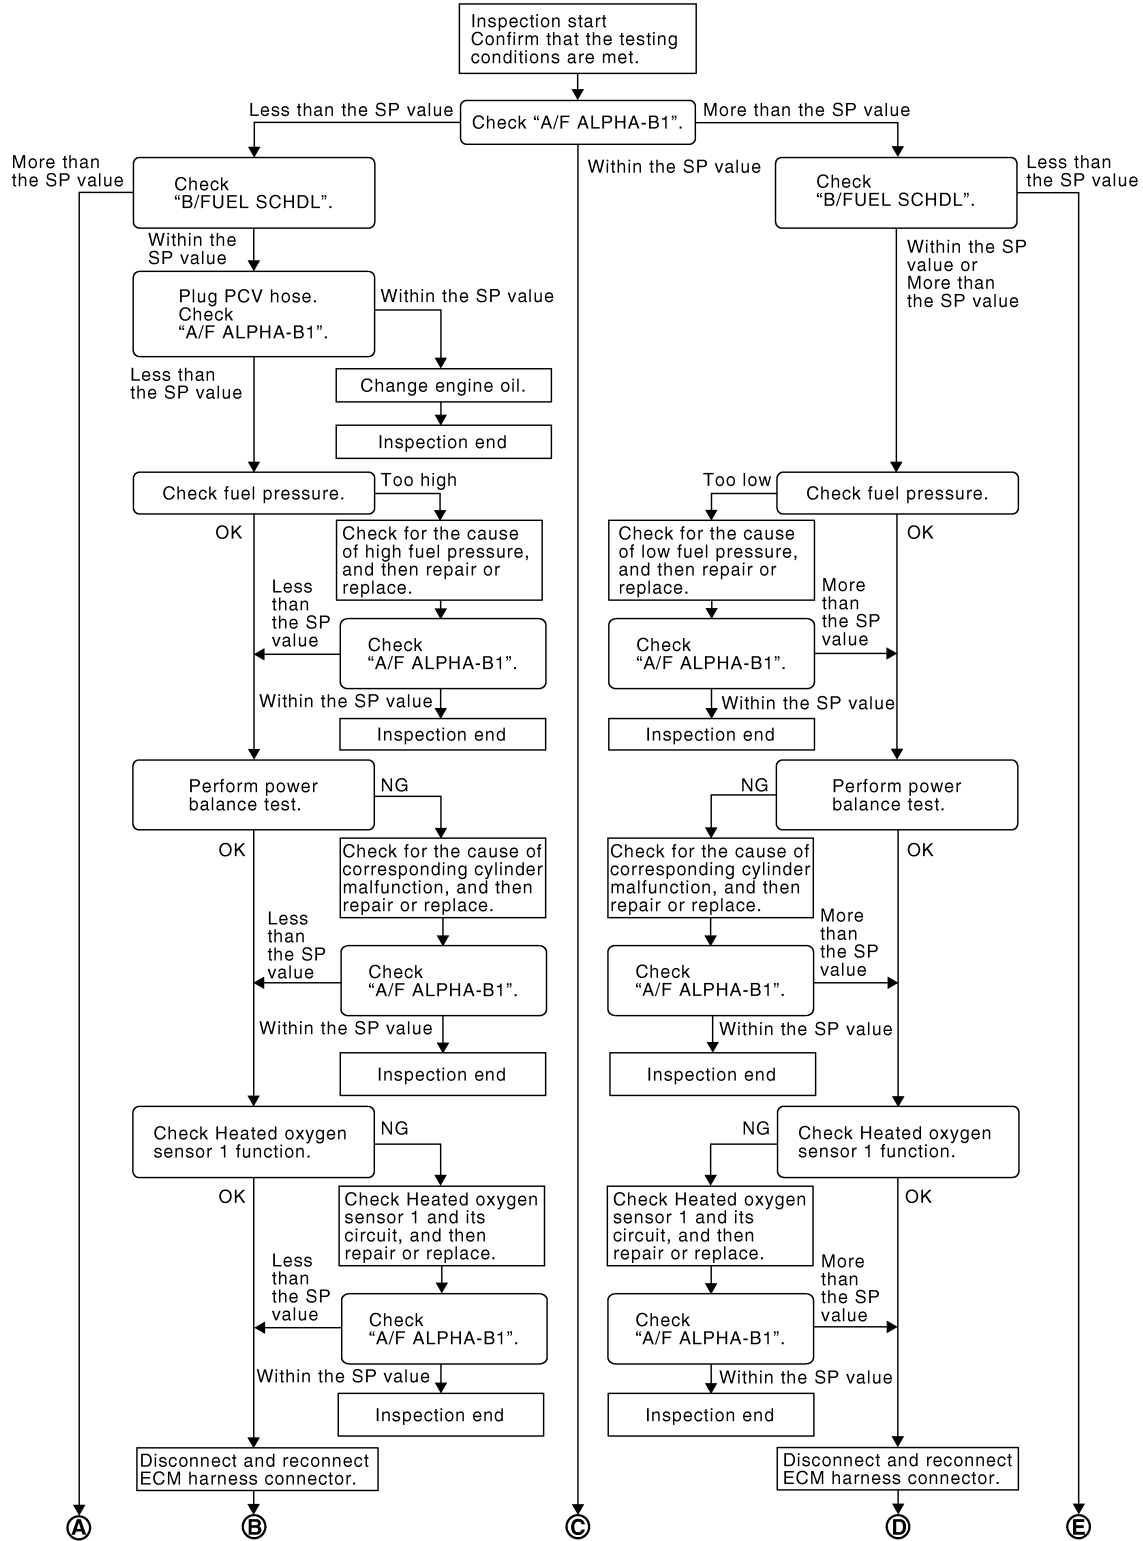 Inspection start
Confirm that the testing
conditions are met.
Less than the SP value
Check “A/F ALPHA-B1”.
More than the SP value
More than
the SP value
Check
“B/FUEL SCHDL”.
Within the SP value
Check
“B/FUEL SCHDL”.
Less than
the SP value
Within the
SP value
Within the SP
value or
More than
the SP value
Plug PCV hose.
Check
“A/F ALPHA-B1”.
Within the SP value
Less than
the SP value
Change engine oil.
Inspection end
Check fuel pressure.
Too high
Too low
Check fuel pressure.
OK
Check for the cause
of high fuel pressure,
and then repair or
replace.
Check for the cause
of low fuel pressure,
and then repair or
replace.
OK
Less
than
the SP
value
Check
“A/F ALPHA-B1”.
Check
“A/F ALPHA-B1”.
More
than
the SP
value
Within the SP value
Within the SP value
Inspection end
Inspection end
Perform power
balance test.
NG
NG
Perform power
balance test.
OK
Check for the cause of
corresponding cylinder
malfunction, and then
repair or replace.
Check for the cause of
corresponding cylinder
malfunction, and then
repair or replace.
OK
Less
than
the SP
value
Check
“A/F ALPHA-B1”.
Check
“A/F ALPHA-B1”.
More
than
the SP
value
Within the SP value
Within the SP value
Inspection end
Inspection end
Check Heated oxygen
sensor 1 function.
NG
NG
Check Heated oxygen
sensor 1 function.
OK
Check Heated oxygen
sensor 1 and its
circuit, and then
repair or replace.
Check Heated oxygen
sensor 1 and its
circuit, and then
repair or replace.
OK
Less
than
the SP
value
Check
“A/F ALPHA-B1”.
Check
“A/F ALPHA-B1”.
More
than
the SP
value
Within the SP value
Within the SP value
Inspection end
Inspection end
Disconnect and reconnect
ECM harness connector.
Disconnect and reconnect
ECM harness connector.
A
B
C
D
E